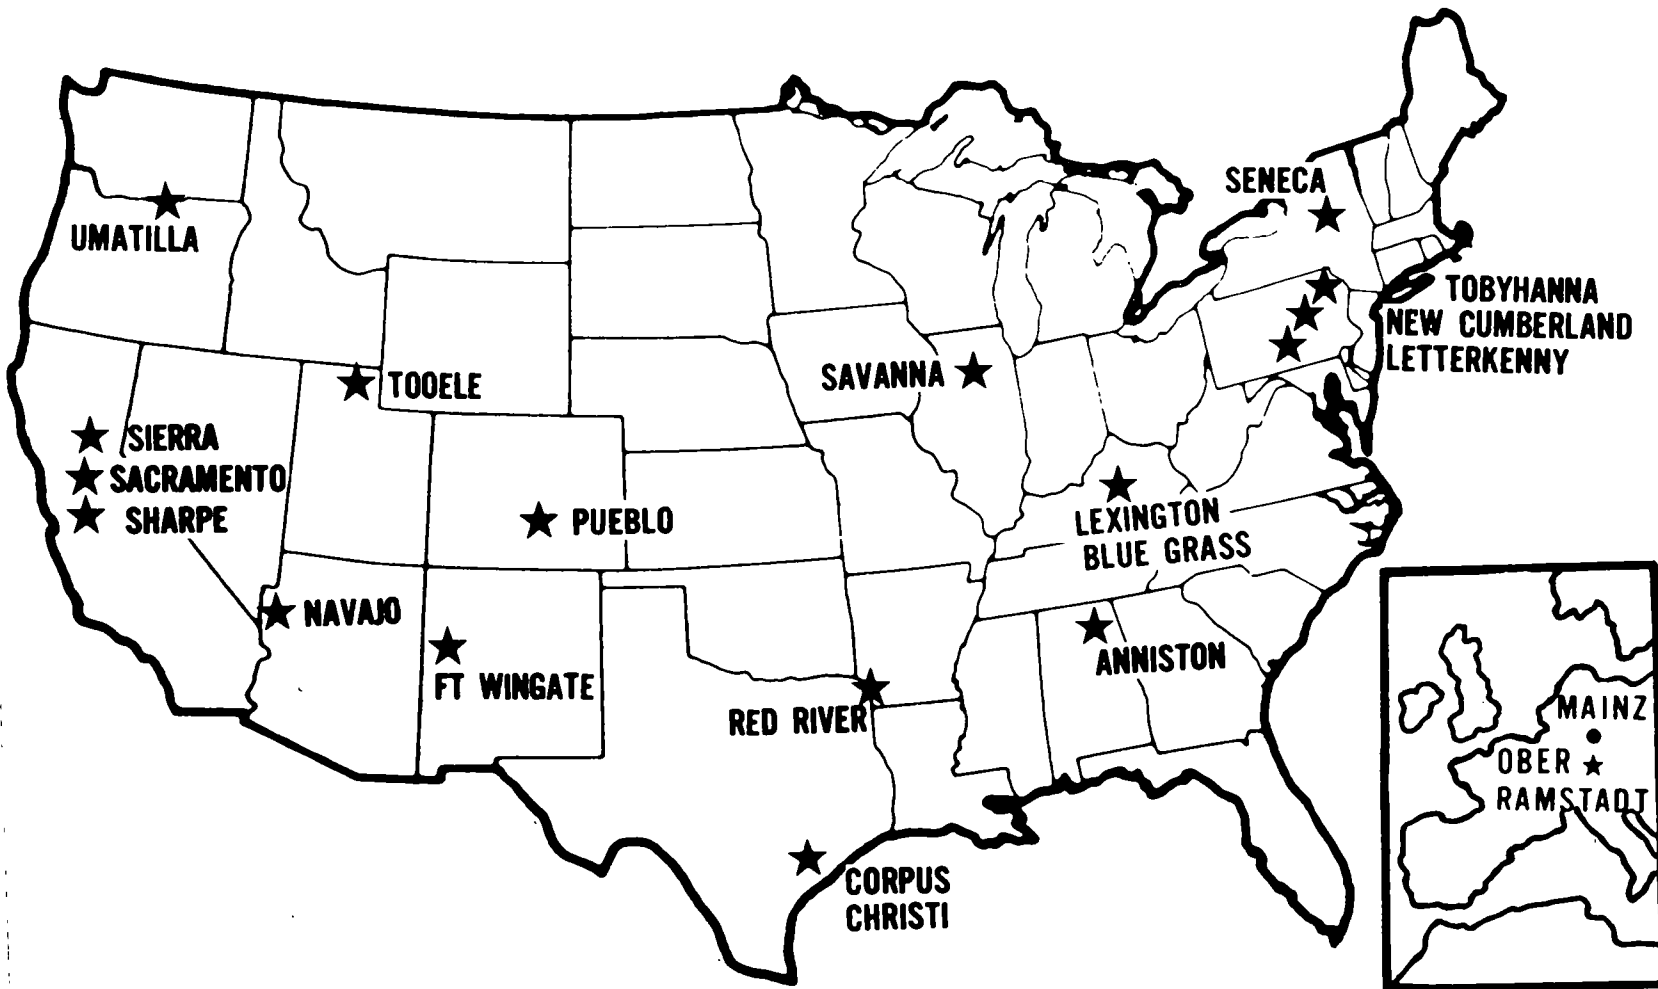 SENECA
UMATILLA
TOBYHANNA
NEW CUMBERLAND
LETTERKENNY
SAVANNA
TOOELE
SIERRA
SACRAMENTO
SHARPE
PUEBLO
LEXINGTON
BLUE GRASS
NAVAJO
ANNISTON
FT WINGATE
RED RIVER
MAINZ
OBER
RAMSTADT
CORPUS
CHRISTI